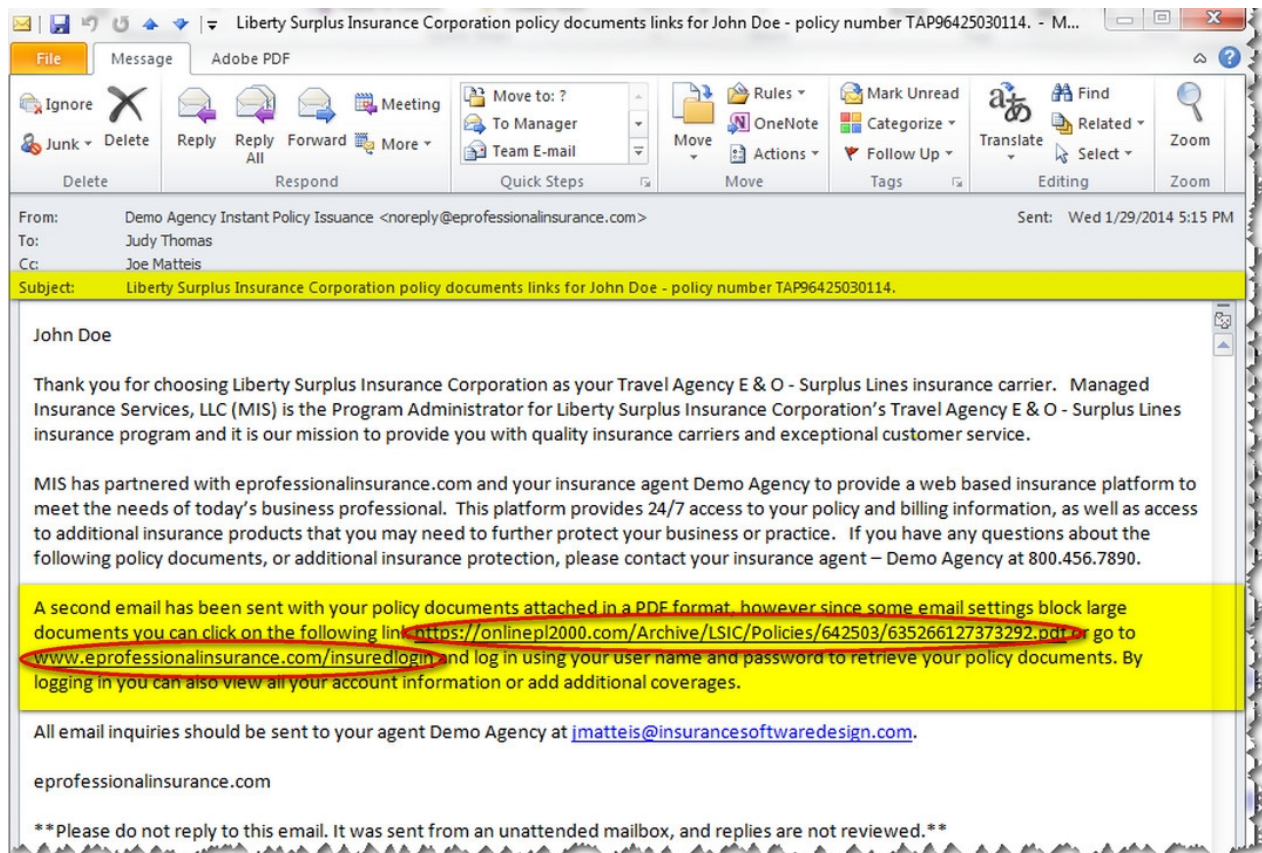 Liberty Surplus Insurance Corporation policy documents links for John Doe - policy number TAP96425030114. - M...
File Message Adobe PDF
Ignore
Junk
Delete
Reply
Reply All
Forward
Meeting
More
Move to: ?
To Manager
Team E-mail
Move
Rules
OneNote
Actions
Mark Unread
Categorize
Follow Up
Translate
Find
Related
Select
Zoom
Delete Respond Quick Steps Move Tags Editing Zoom
From: Demo Agency Instant Policy Issuance <noreply@eprofessionalinsurance.com> Sent: Wed 1/29/2014 5:15 PM
To: Judy Thomas
Cc: Joe Matteis
Subject: Liberty Surplus Insurance Corporation policy documents links for John Doe - policy number TAP96425030114.
John Doe
Thank you for choosing Liberty Surplus Insurance Corporation as your Travel Agency E & O - Surplus Lines insurance carrier. Managed
Insurance Services, LLC (MIS) is the Program Administrator for Liberty Surplus Insurance Corporation's Travel Agency E & O - Surplus Lines
insurance program and it is our mission to provide you with quality insurance carriers and exceptional customer service.
MIS has partnered with eprofessionalinsurance.com and your insurance agent Demo Agency to provide a web based insurance platform to
meet the needs of today's business professional. This platform provides 24/7 access to your policy and billing information, as well as access
to additional insurance products that you may need to further protect your business or practice. If you have any questions about the
following policy documents, or additional insurance protection, please contact your insurance agent – Demo Agency at 800.456.7890.
A second email has been sent with your policy documents attached in a PDF format, however since some email settings block large
documents you can click on the following link https://onlinepl2000.com/Archive/LSIC/Policies/642503/635266127373292.pdf or go to
www.eprofessionalinsurance.com/insuredlogin and log in using your user name and password to retrieve your policy documents. By
logging in you can also view all your account information or add additional coverages.
All email inquiries should be sent to your agent Demo Agency at jmatteis@insurancesoftwaredesign.com.
eprofessionalinsurance.com
**Please do not reply to this email. It was sent from an unattended mailbox, and replies are not reviewed.**